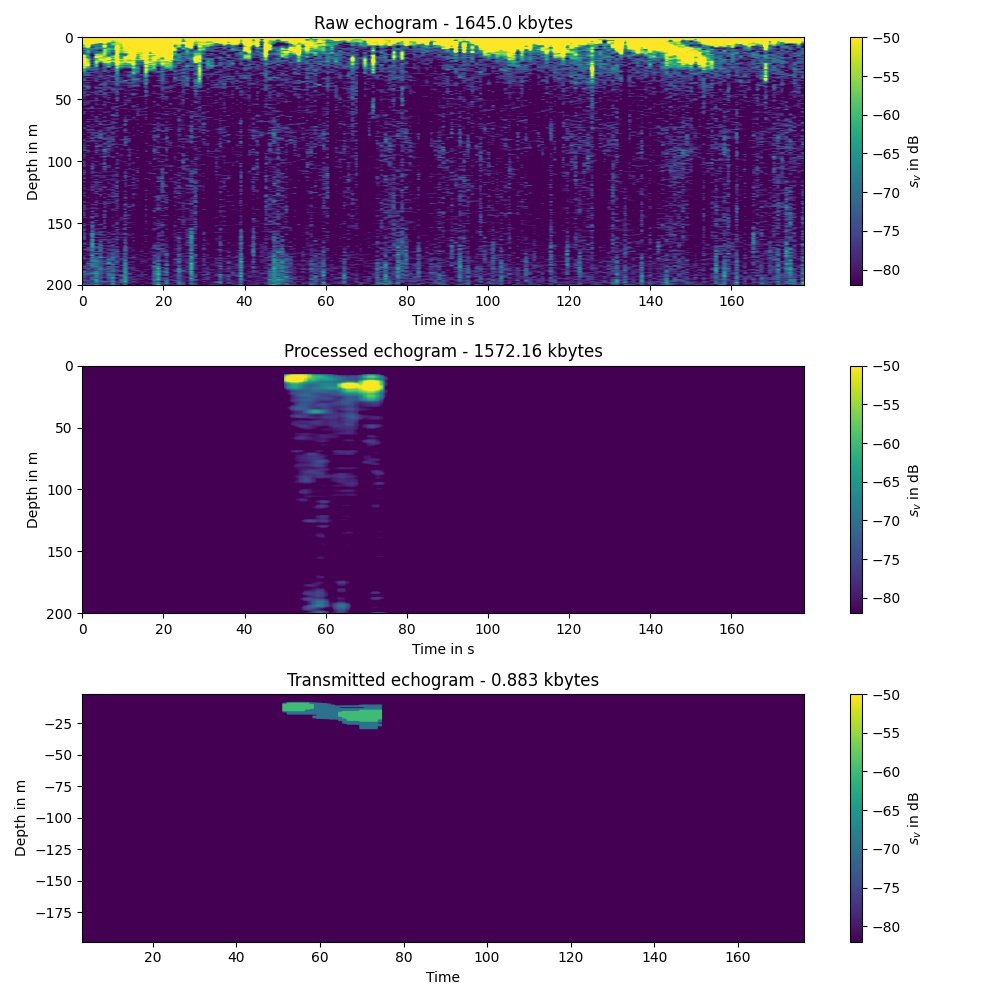 Raw echogram - 1645.0 kbytes
0
50
100
150
200
Depth in m
0 20 40 60 80 100 120 140 160
Time in s
−50
−55
−60
−65
−70
−75
−80
sv in dB
Processed echogram - 1572.16 kbytes
0
50
100
150
200
Depth in m
0 20 40 60 80 100 120 140 160
Time in s
−50
−55
−60
−65
−70
−75
−80
sv in dB
Transmitted echogram - 0.883 kbytes
−25
−50
−75
−100
−125
−150
−175
Depth in m
20 40 60 80 100 120 140 160
Time
−50
−55
−60
−65
−70
−75
−80
sv in dB